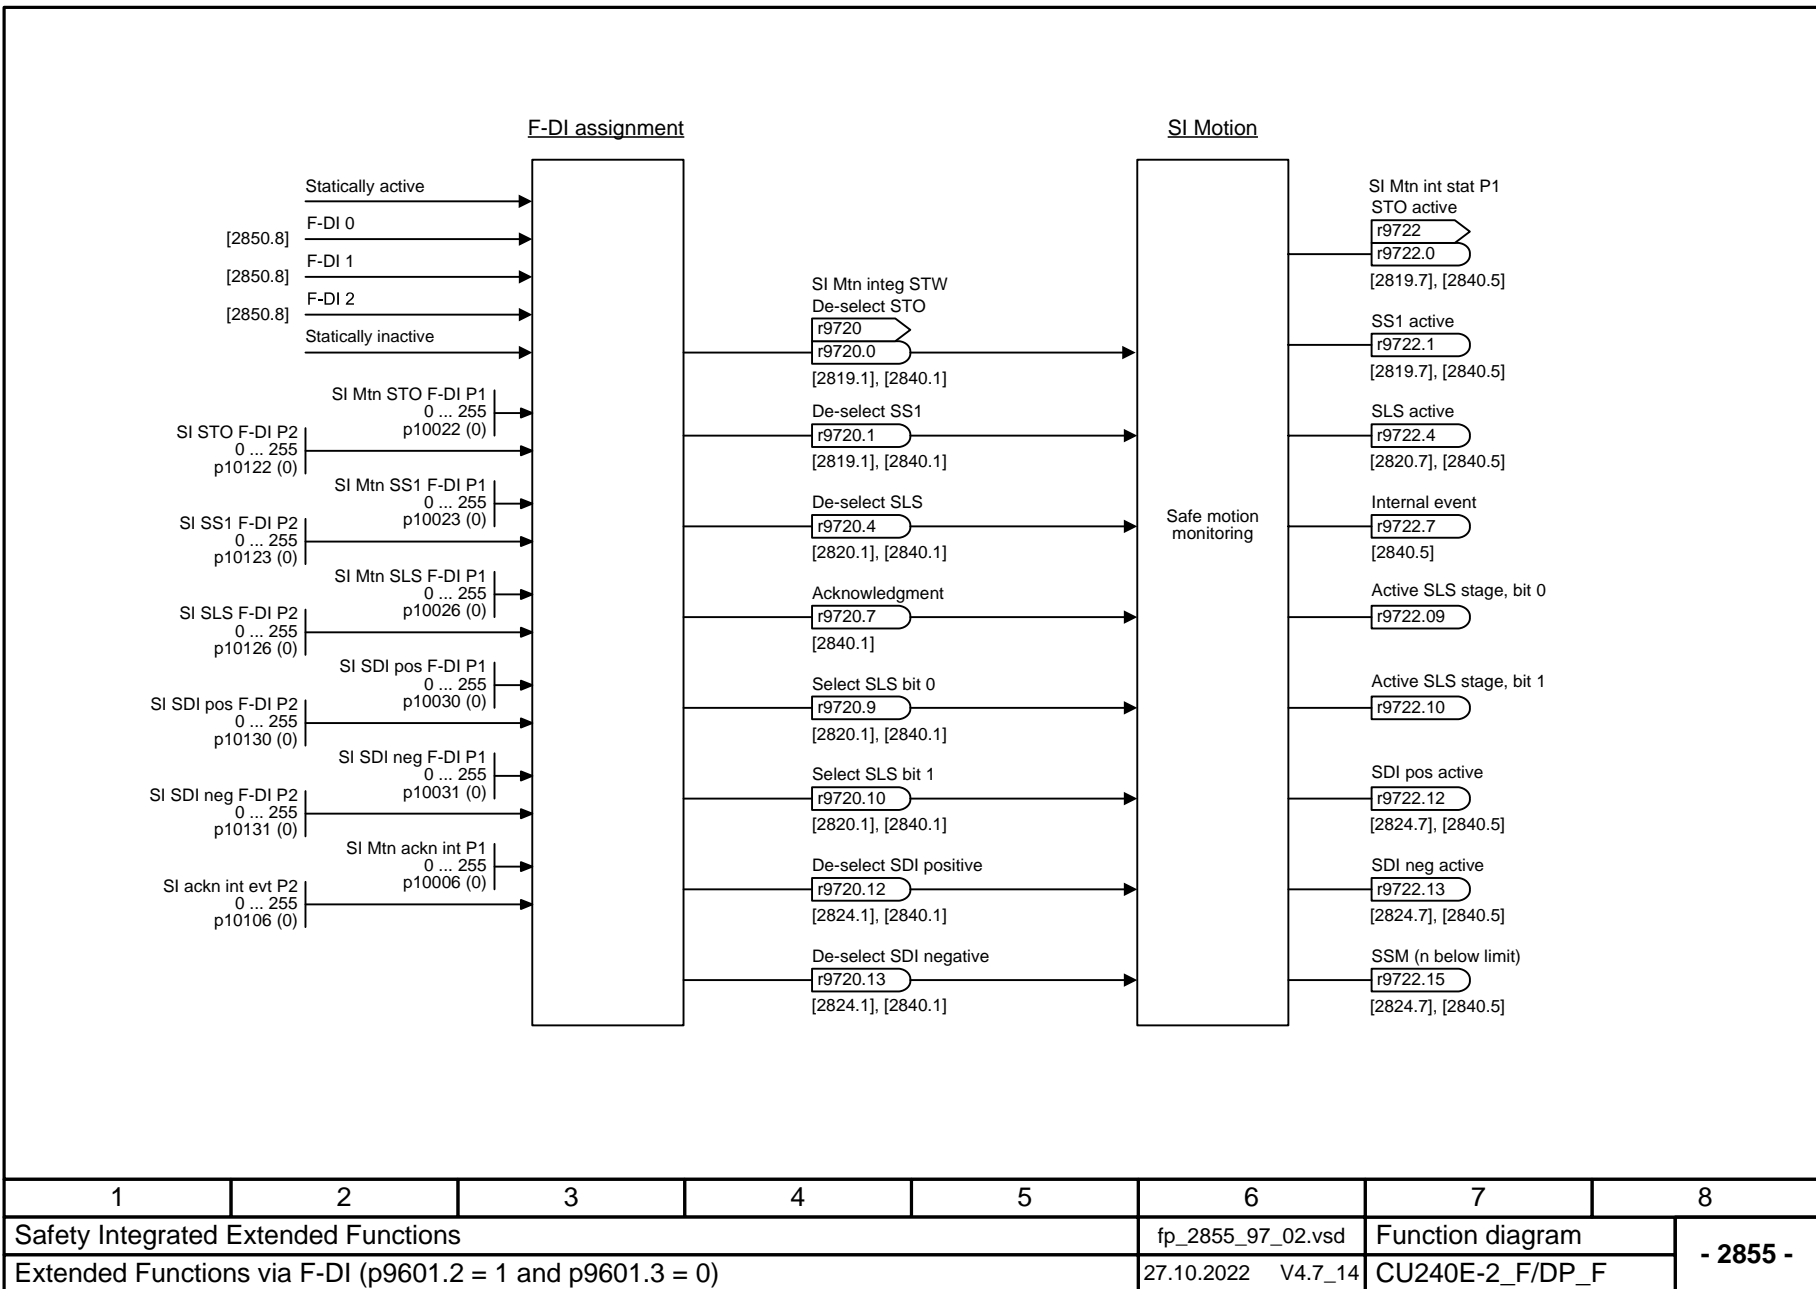 F-DI assignment
SI Motion
Statically active
F-DI 0
[2850.8]
F-DI 1
[2850.8]
F-DI 2
[2850.8]
Statically inactive
SI Mtn STO F-DI P1
0 ... 255
p10022 (0)
SI STO F-DI P2
0 ... 255
p10122 (0)
SI Mtn SS1 F-DI P1
0 ... 255
p10023 (0)
SI SS1 F-DI P2
0 ... 255
p10123 (0)
SI Mtn SLS F-DI P1
0 ... 255
p10026 (0)
SI SLS F-DI P2
0 ... 255
p10126 (0)
SI SDI pos F-DI P1
0 ... 255
p10030 (0)
SI SDI pos F-DI P2
0 ... 255
p10130 (0)
SI SDI neg F-DI P1
0 ... 255
p10031 (0)
SI SDI neg F-DI P2
0 ... 255
p10131 (0)
SI Mtn ackn int P1
0 ... 255
p10006 (0)
SI ackn int evt P2
0 ... 255
p10106 (0)
SI Mtn integ STW
De-select STO
r9720
r9720.0
[2819.1], [2840.1]
De-select SS1
r9720.1
[2819.1], [2840.1]
De-select SLS
r9720.4
[2820.1], [2840.1]
Acknowledgment
r9720.7
[2840.1]
Select SLS bit 0
r9720.9
[2820.1], [2840.1]
Select SLS bit 1
r9720.10
[2820.1], [2840.1]
De-select SDI positive
r9720.12
[2824.1], [2840.1]
De-select SDI negative
r9720.13
[2824.1], [2840.1]
Safe motion
monitoring
SI Mtn int stat P1
STO active
r9722
r9722.0
[2819.7], [2840.5]
SS1 active
r9722.1
[2819.7], [2840.5]
SLS active
r9722.4
[2820.7], [2840.5]
Internal event
r9722.7
[2840.5]
Active SLS stage, bit 0
r9722.09
Active SLS stage, bit 1
r9722.10
SDI pos active
r9722.12
[2824.7], [2840.5]
SDI neg active
r9722.13
[2824.7], [2840.5]
SSM (n below limit)
r9722.15
[2824.7], [2840.5]
1 2 3 4 5 6 7 8
Safety Integrated Extended Functions
fp_2855_97_02.vsd
Function diagram
- 2855 -
Extended Functions via F-DI (p9601.2 = 1 and p9601.3 = 0)
27.10.2022 V4.7_14
CU240E-2_F/DP_F